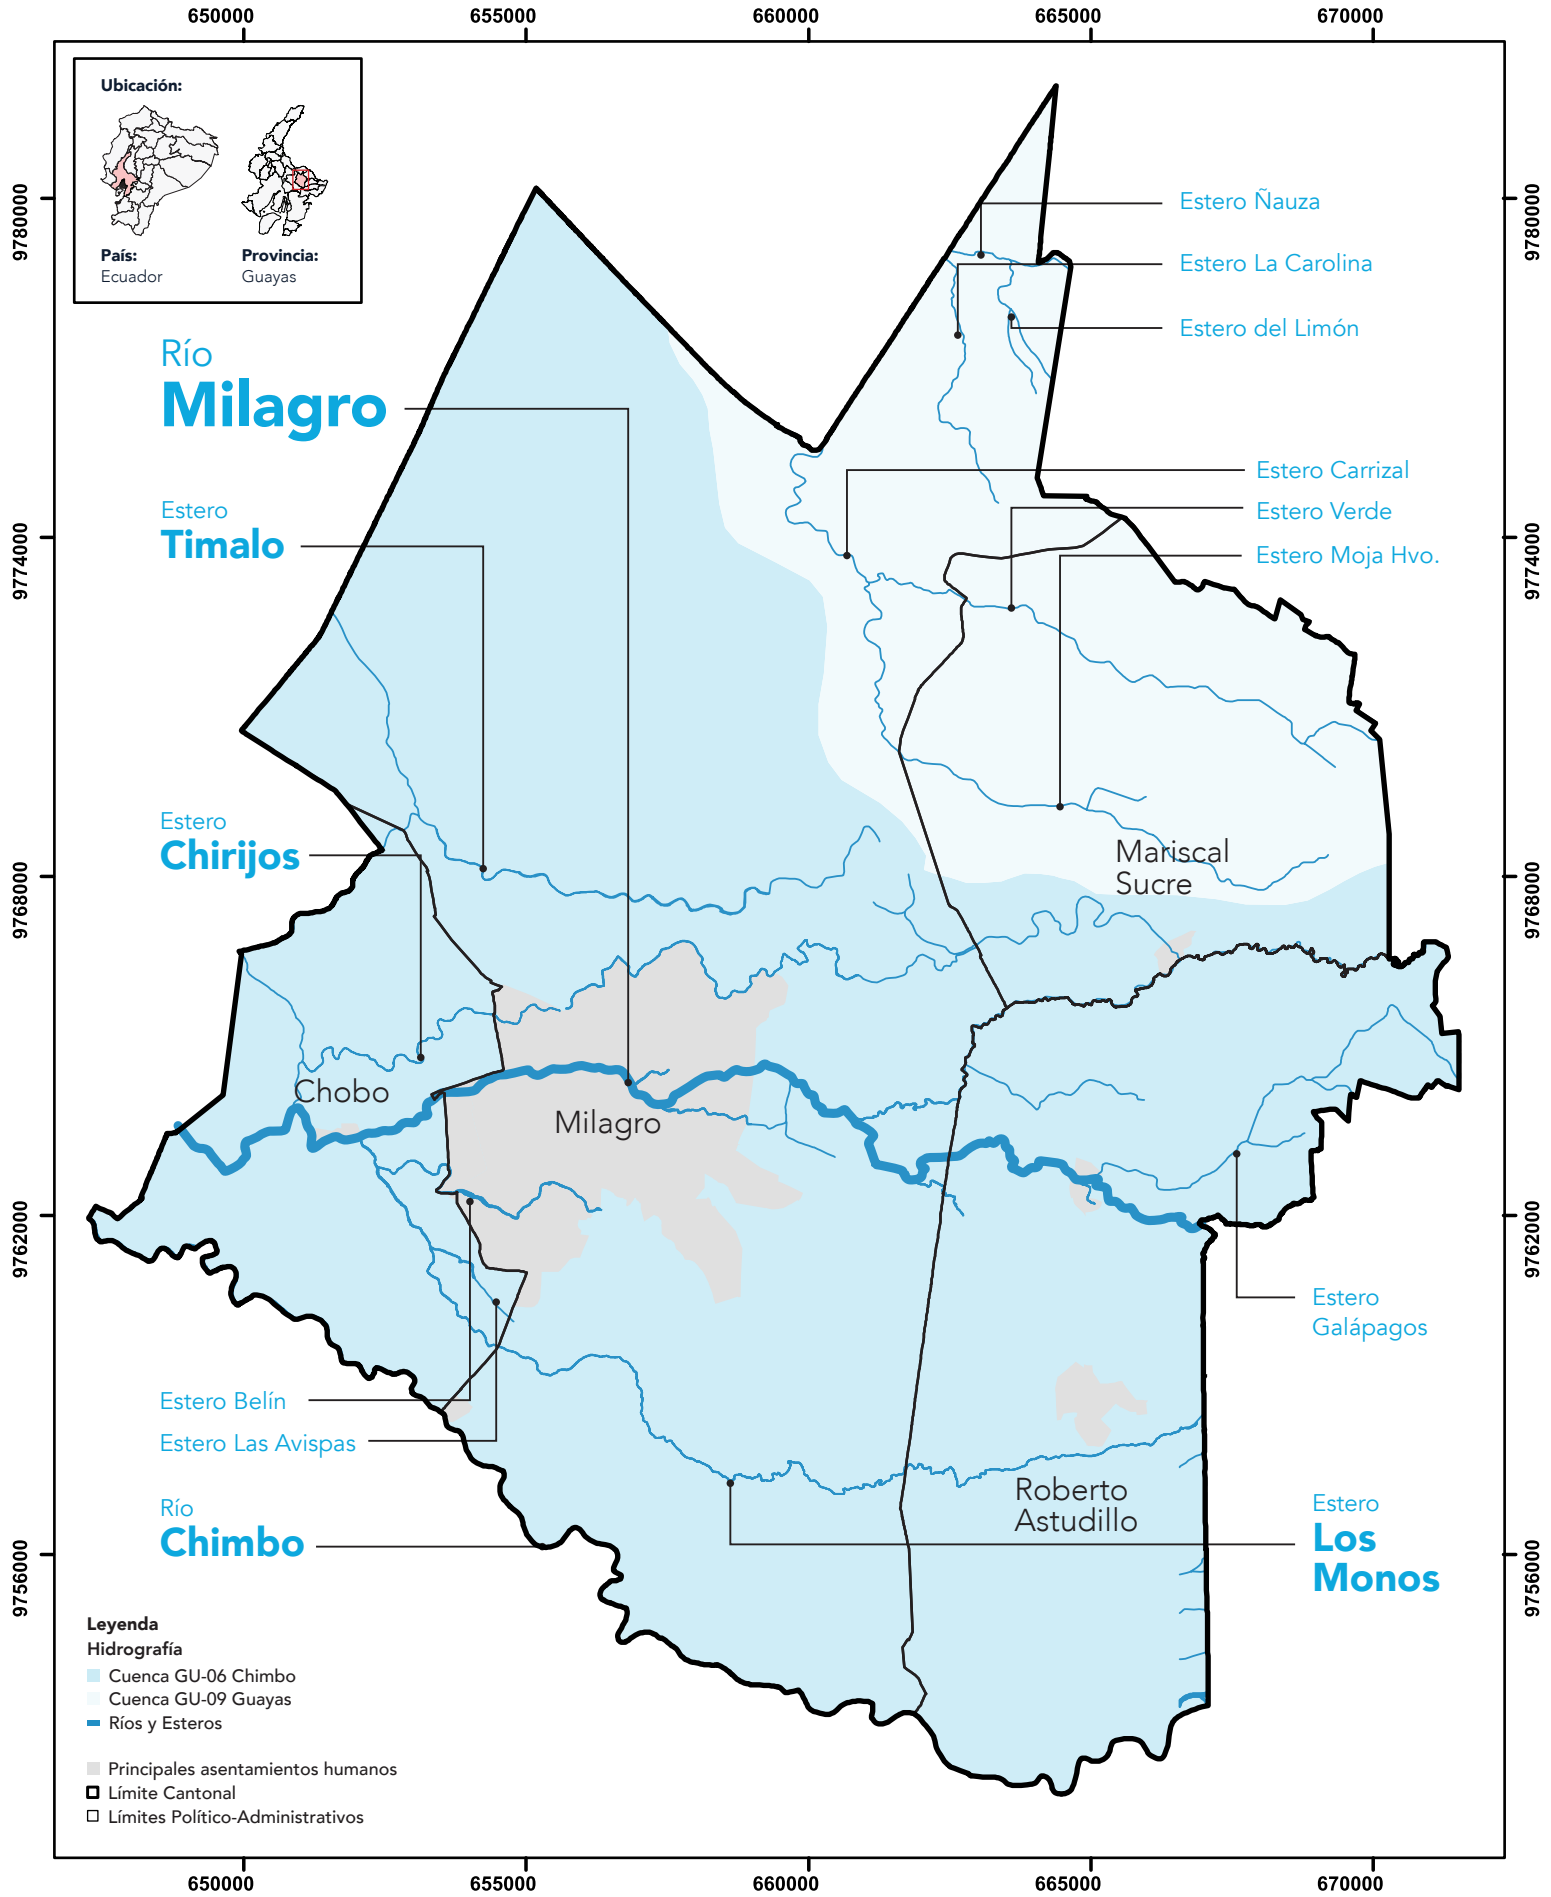 650000
655000
660000
665000
670000
Ubicación:
País:
Ecuador
Provincia:
Guayas
9780000
9780000
Estero Ñauza
Estero La Carolina
Estero del Limón
Río
Milagro
Estero Carrizal
Estero
Timalo
Estero Verde
9774000
9774000
Estero Moja Hvo.
Estero
Chirijos
Mariscal
Sucre
9768000
9768000
Chobo
Milagro
9762000
9762000
Estero
Galápagos
Estero Belín
Estero Las Avispas
Río
Chimbo
Roberto
Astudillo
Estero
Los
Monos
9756000
9756000
Leyenda
Hidrografía
Cuenca GU-06 Chimbo
Cuenca GU-09 Guayas
Ríos y Esteros
Principales asentamientos humanos
Límite Cantonal
Límites Político-Administrativos
650000
655000
660000
665000
670000